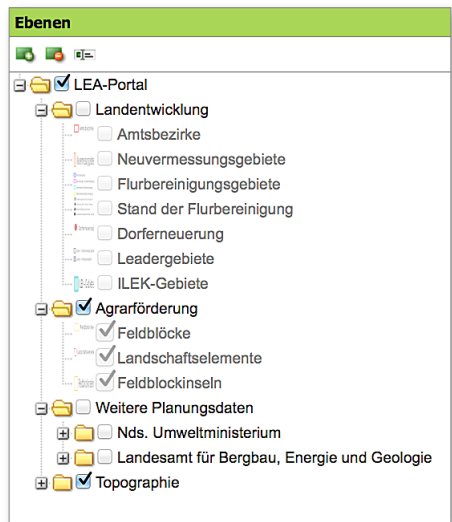 Ebenen
LEA-Portal
Landentwicklung
Amtsbezirke
Neuvermessungsgebiete
Flurbereinigungsgebiete
Stand der Flurbereinigung
Dorferneuerung
Leadergebiete
ILEK-Gebiete
Agrarförderung
Feldblöcke
Landschaftselemente
Feldblockinseln
Weitere Planungsdaten
Nds. Umweltministerium
Landesamt für Bergbau, Energie und Geologie
Topographie